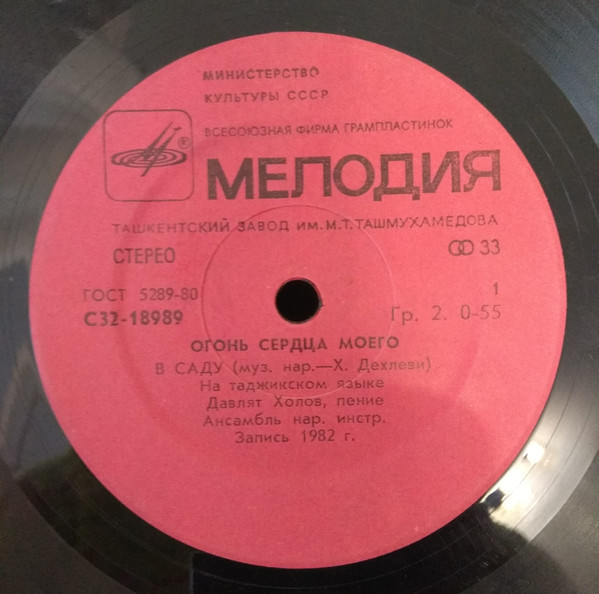 МИНИСТЕРСТВО
КУЛЬТУРЫ СССР
ВСЕСОЮЗНАЯ ФИРМА ГРАМПЛАСТИНОК
®
МЕЛОДИЯ
ТАШКЕНТСКИЙ ЗАВОД ИМ. М.Т. ТАШМУХАМЕДОВА
СТЕРЕО 33
ГОСТ 5289-80 1
С32-18989 Гр. 2. 0-55
ОГОНЬ СЕРДЦА МОЕГО
В САДУ (муз. нар.—Х. Дехлеви)
На таджикском языке
Давлят Холов, пение
Ансамбль нар. инстр.
Запись 1982 г.